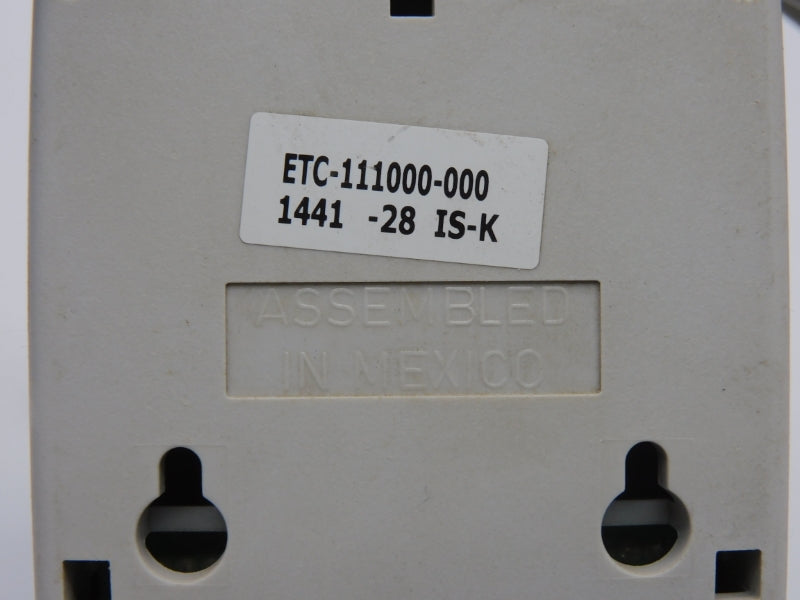 ETC-111000-000
1441 -28 IS-K
ASSEMBLED
IN MEXICO